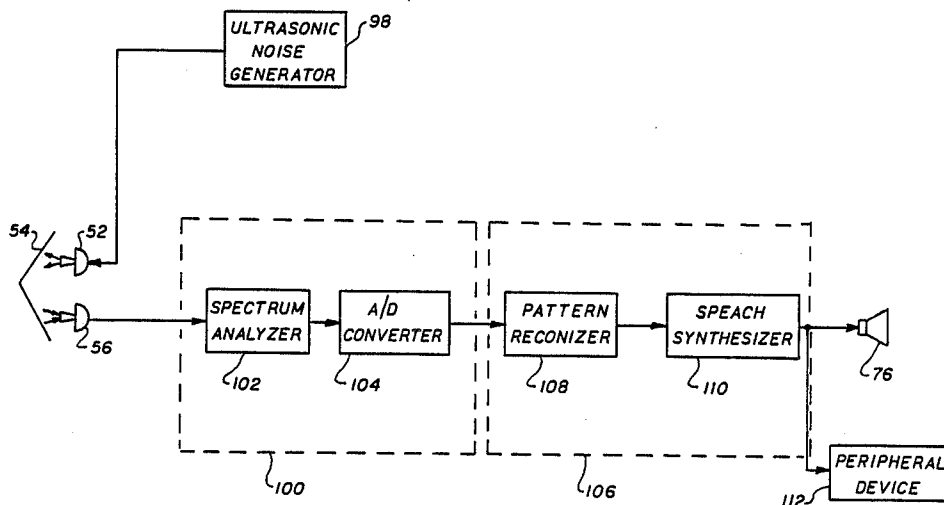 ULTRASONIC
NOISE
GENERATOR
98
54
52
56
SPECTRUM
ANALYZER
102
A/D
CONVERTER
104
PATTERN
RECONIZER
108
SPEACH
SYNTHESIZER
110
76
100
106
PERIPHERAL
DEVICE
112